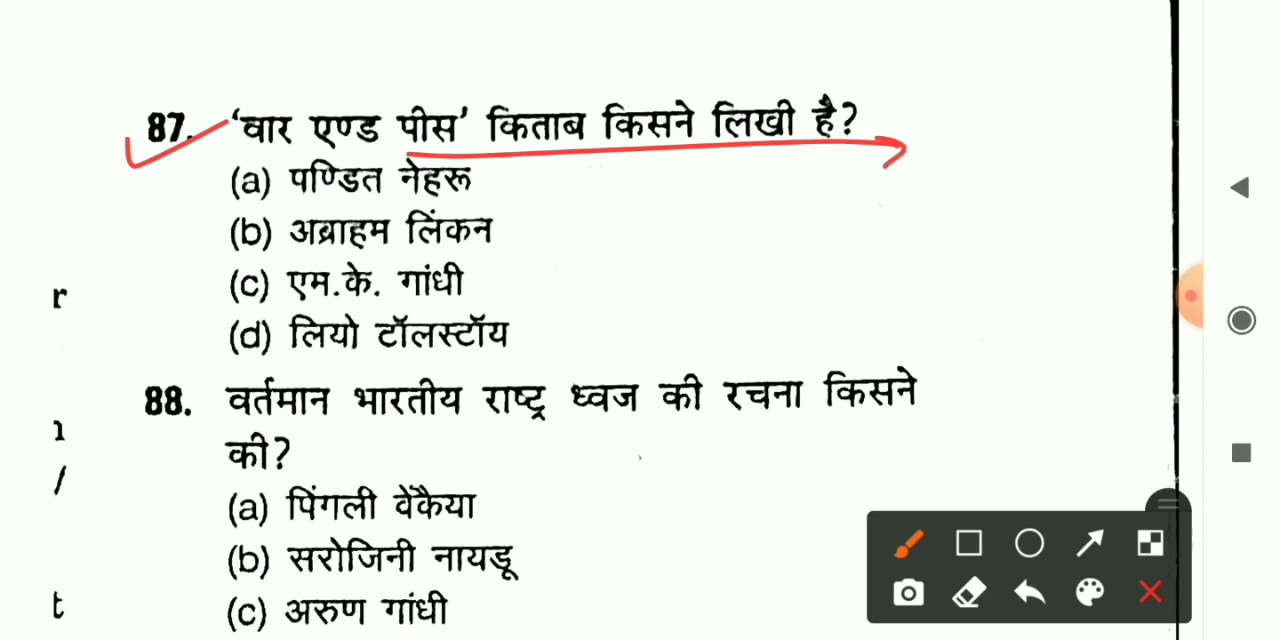 87. 'वार एण्ड पीस' किताब किसने लिखी है?
(a) पण्डित नेहरू
(b) अब्राहम लिंकन
(c) एम.के. गांधी
(d) लियो टॉलस्टॉय
88. वर्तमान भारतीय राष्ट्र ध्वज की रचना किसने
की?
(a) पिंगली वेंकैया
(b) सरोजिनी नायडू
(c) अरुण गांधी
r
t